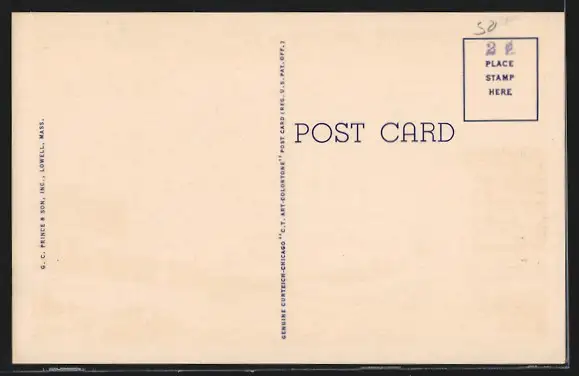 50
2¢
PLACE
STAMP
HERE
POST CARD
G. C. PRINCE & SON, INC., LOWELL, MASS.
GENUINE CURTEICH-CHICAGO "C.T. ART-COLORTONE" POST CARD (REG. U.S. PAT. OFF.)